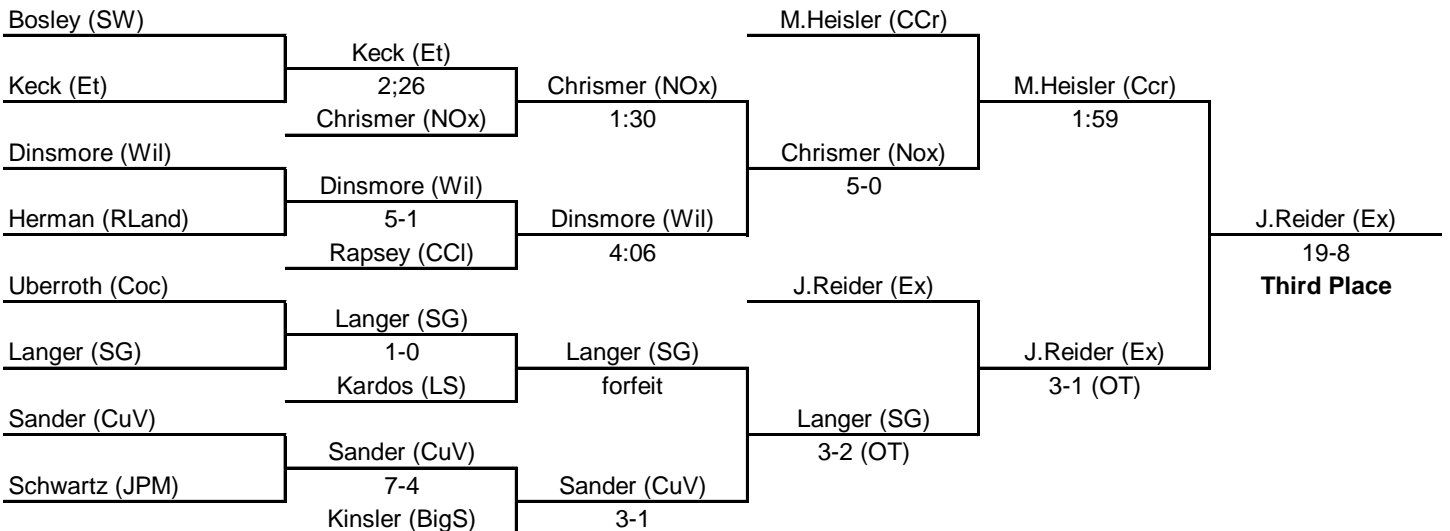 Bosley (SW)
M.Heisler (CCr)
Keck (Et)
Keck (Et)
2;26
Chrismer (NOx)
M.Heisler (Ccr)
Chrismer (NOx)
1:30
1:59
Dinsmore (Wil)
Chrismer (Nox)
Dinsmore (Wil)
5-0
Herman (RLand)
5-1
Dinsmore (Wil)
J.Reider (Ex)
Rapsey (CCl)
4:06
19-8
Uberroth (Coc)
J.Reider (Ex)
Third Place
Langer (SG)
Langer (SG)
1-0
Langer (SG)
J.Reider (Ex)
Kardos (LS)
forfeit
3-1 (OT)
Sander (CuV)
Langer (SG)
Sander (CuV)
3-2 (OT)
Schwartz (JPM)
7-4
Sander (CuV)
Kinsler (BigS)
3-1